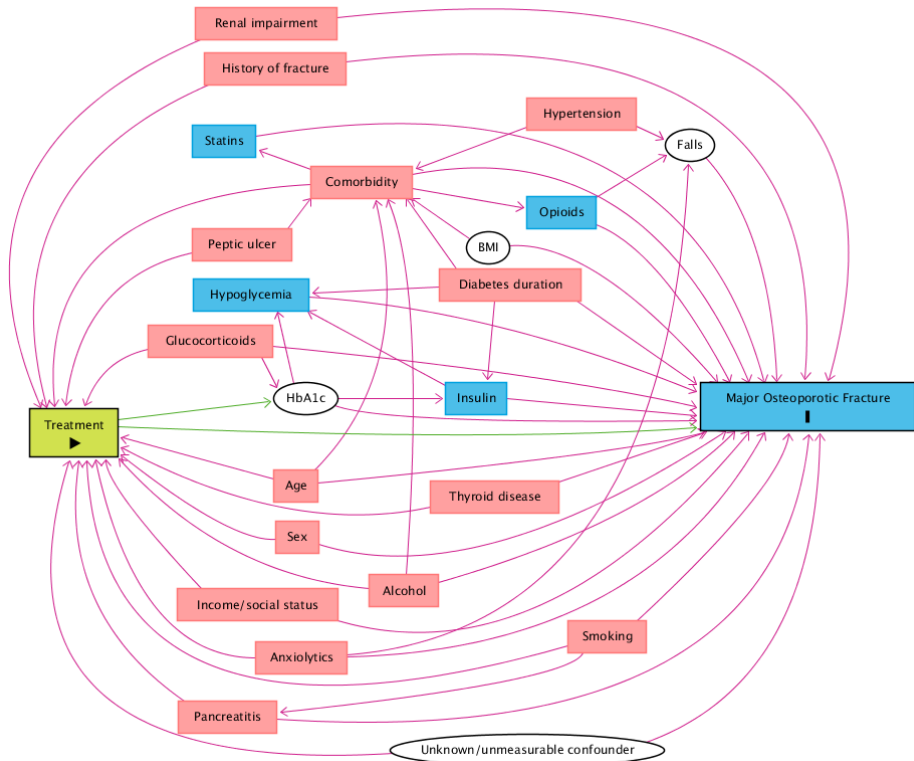 Renal impairment
History of fracture
Hypertension
Statins
Falls
Comorbidity
Opioids
Peptic ulcer
BMI
Diabetes duration
Hypoglycemia
Glucocorticoids
HbA1c
Insulin
Major Osteoporotic Fracture
Treatment
Age
Thyroid disease
Sex
Alcohol
Income/social status
Smoking
Anxiolytics
Pancreatitis
Unknown/unmeasurable confounder